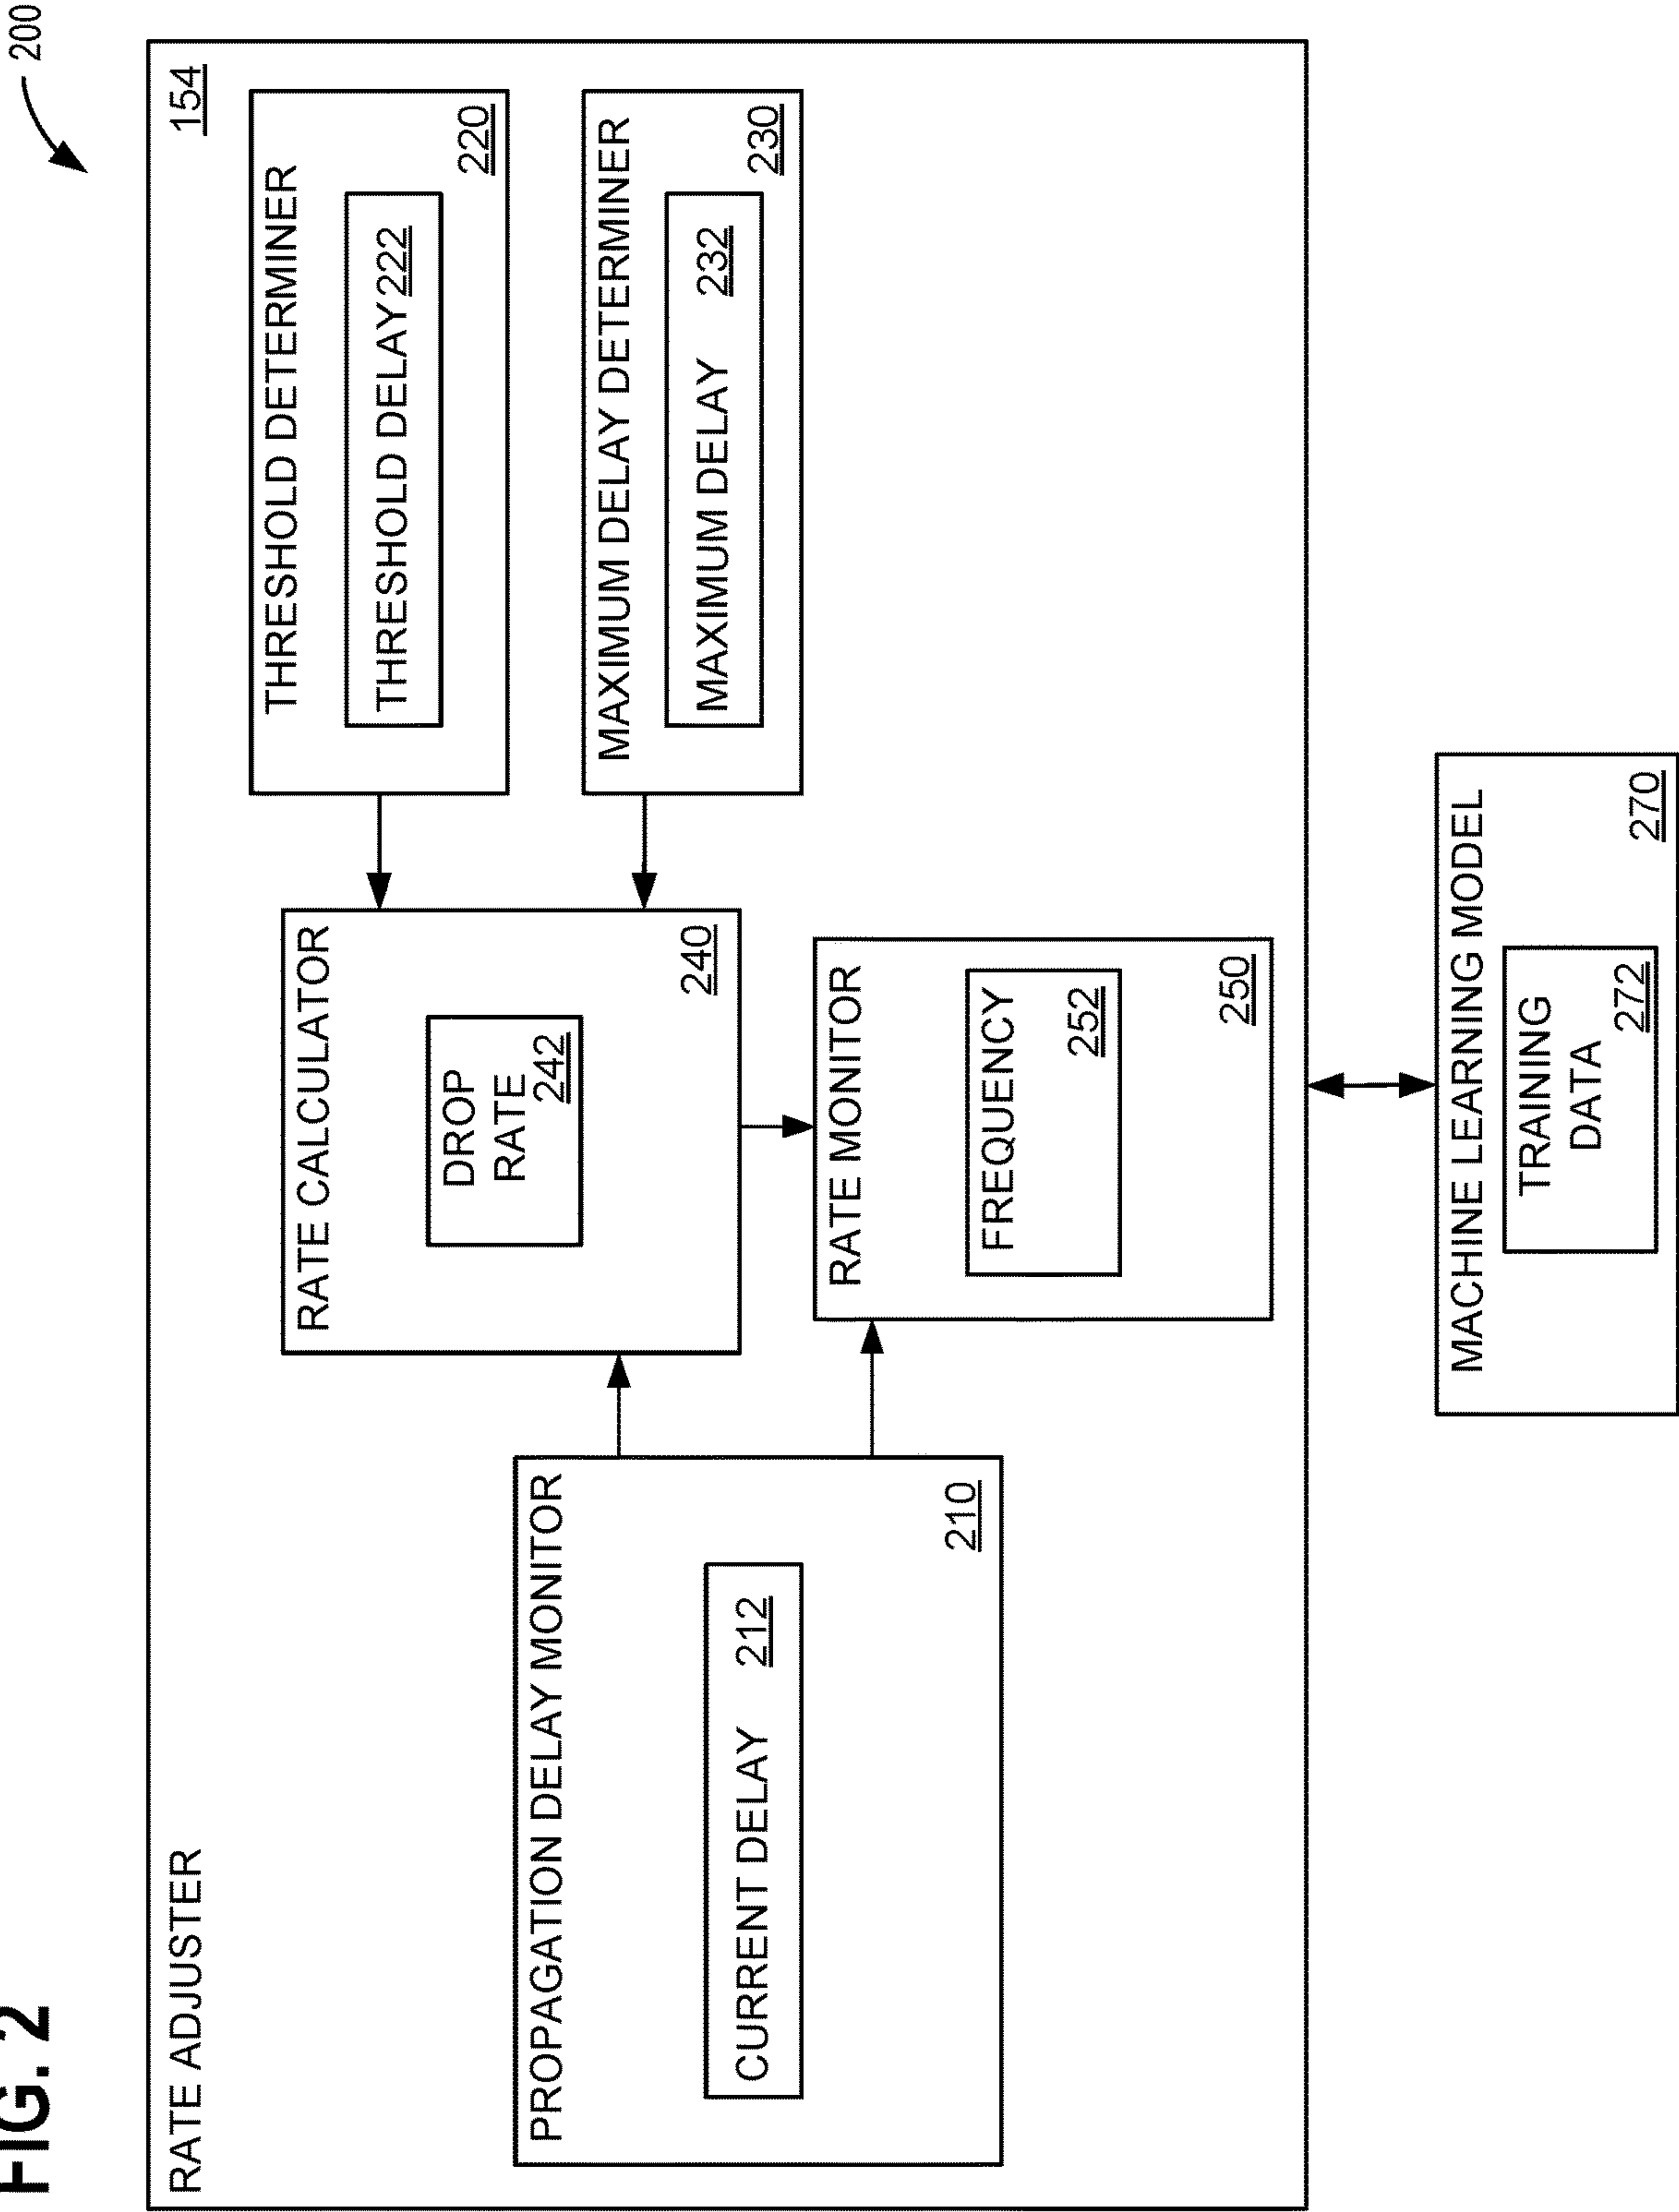 FIG. 2
200
RATE ADJUSTER
154
PROPAGATION DELAY MONITOR
CURRENT DELAY 212
210
RATE CALCULATOR
DROP
RATE
242
240
THRESHOLD DETERMINER
THRESHOLD DELAY 222
220
MAXIMUM DELAY DETERMINER
MAXIMUM DELAY 232
230
RATE MONITOR
FREQUENCY
252
250
MACHINE LEARNING MODEL
270
TRAINING
DATA
272